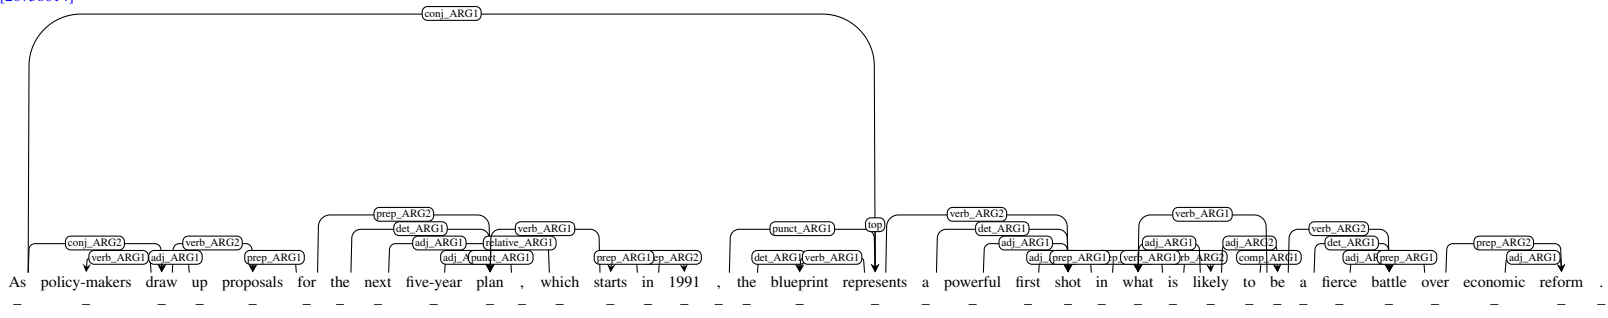 conj_ARG1
top
prep_ARG2 verb_ARG2 verb_ARG1
det_ARG1 verb_ARG1 punct_ARG1 det_ARG1 verb_ARG2
conj_ARG2 verb_ARG2 adj_ARG1 relative_ARG1 adj_ARG1 adj_ARG1 adj_ARG2 det_ARG1 prep_ARG2
verb_ARG1 adj_ARG1 prep_ARG1 punct_ARG1 prep_ARG1 det_ARG1 verb_ARG1 prep_ARG1 verb_ARG1 comp_ARG1 prep_ARG1 adj_ARG1
As policy-makers draw up proposals for the next five-year plan , which starts in 1991 , the blueprint represents a powerful first shot in what is likely to be a fierce battle over economic reform .
_ _ _ _ _ _ _ _ _ _ _ _ _ _ _ _ _ _ _ _ _ _ _ _ _ _ _ _ _ _ _ _ _ _ _